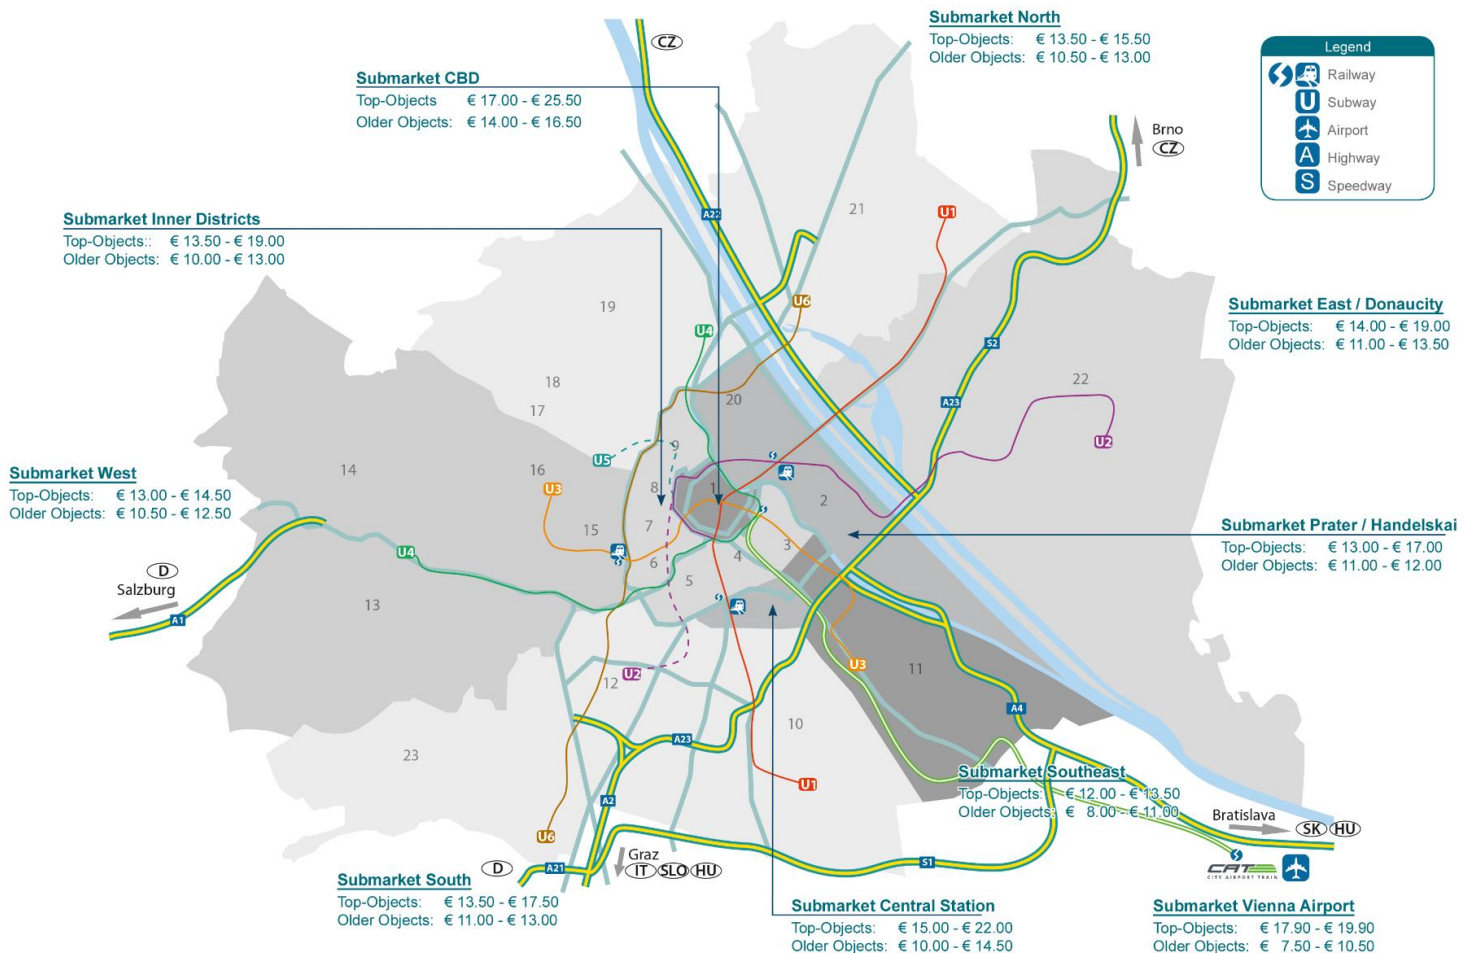 Submarket North
Top-Objects: € 13.50 - € 15.50
Older Objects: € 10.50 - € 13.00
Legend
Railway
U Subway
Airport
A Highway
S Speedway
CZ
Submarket CBD
Top-Objects € 17.00 - € 25.50
Older Objects: € 14.00 - € 16.50
Brno
CZ
Submarket Inner Districts
Top-Objects:: € 13.50 - € 19.00
Older Objects: € 10.00 - € 13.00
A22
21
U1
19
U6
U4
Submarket East / Donaucity
Top-Objects: € 14.00 - € 19.00
Older Objects: € 11.00 - € 13.50
S2
18
17
20
A23
22
U2
Submarket West
Top-Objects: € 13.00 - € 14.50
Older Objects: € 10.50 - € 12.50
14
16
U5
9
U3
8
1
2
15
7
3
Submarket Prater / Handelskai
Top-Objects: € 13.00 - € 17.00
Older Objects: € 11.00 - € 12.00
U4
6
4
5
D
Salzburg
A1
13
U3
11
12
U2
A4
10
23
A23
U1
A2
Submarket Southeast
Top-Objects: € 12.00 - € 13.50
Older Objects: € 8.00 - € 11.00
U6
Bratislava
SK HU
D
A21
Graz
IT SLO HU
S1
CAT
CITY AIRPORT TRAIN
Submarket South
Top-Objects: € 13.50 - € 17.50
Older Objects: € 11.00 - € 13.00
Submarket Central Station
Top-Objects: € 15.00 - € 22.00
Older Objects: € 10.00 - € 14.50
Submarket Vienna Airport
Top-Objects: € 17.90 - € 19.90
Older Objects: € 7.50 - € 10.50